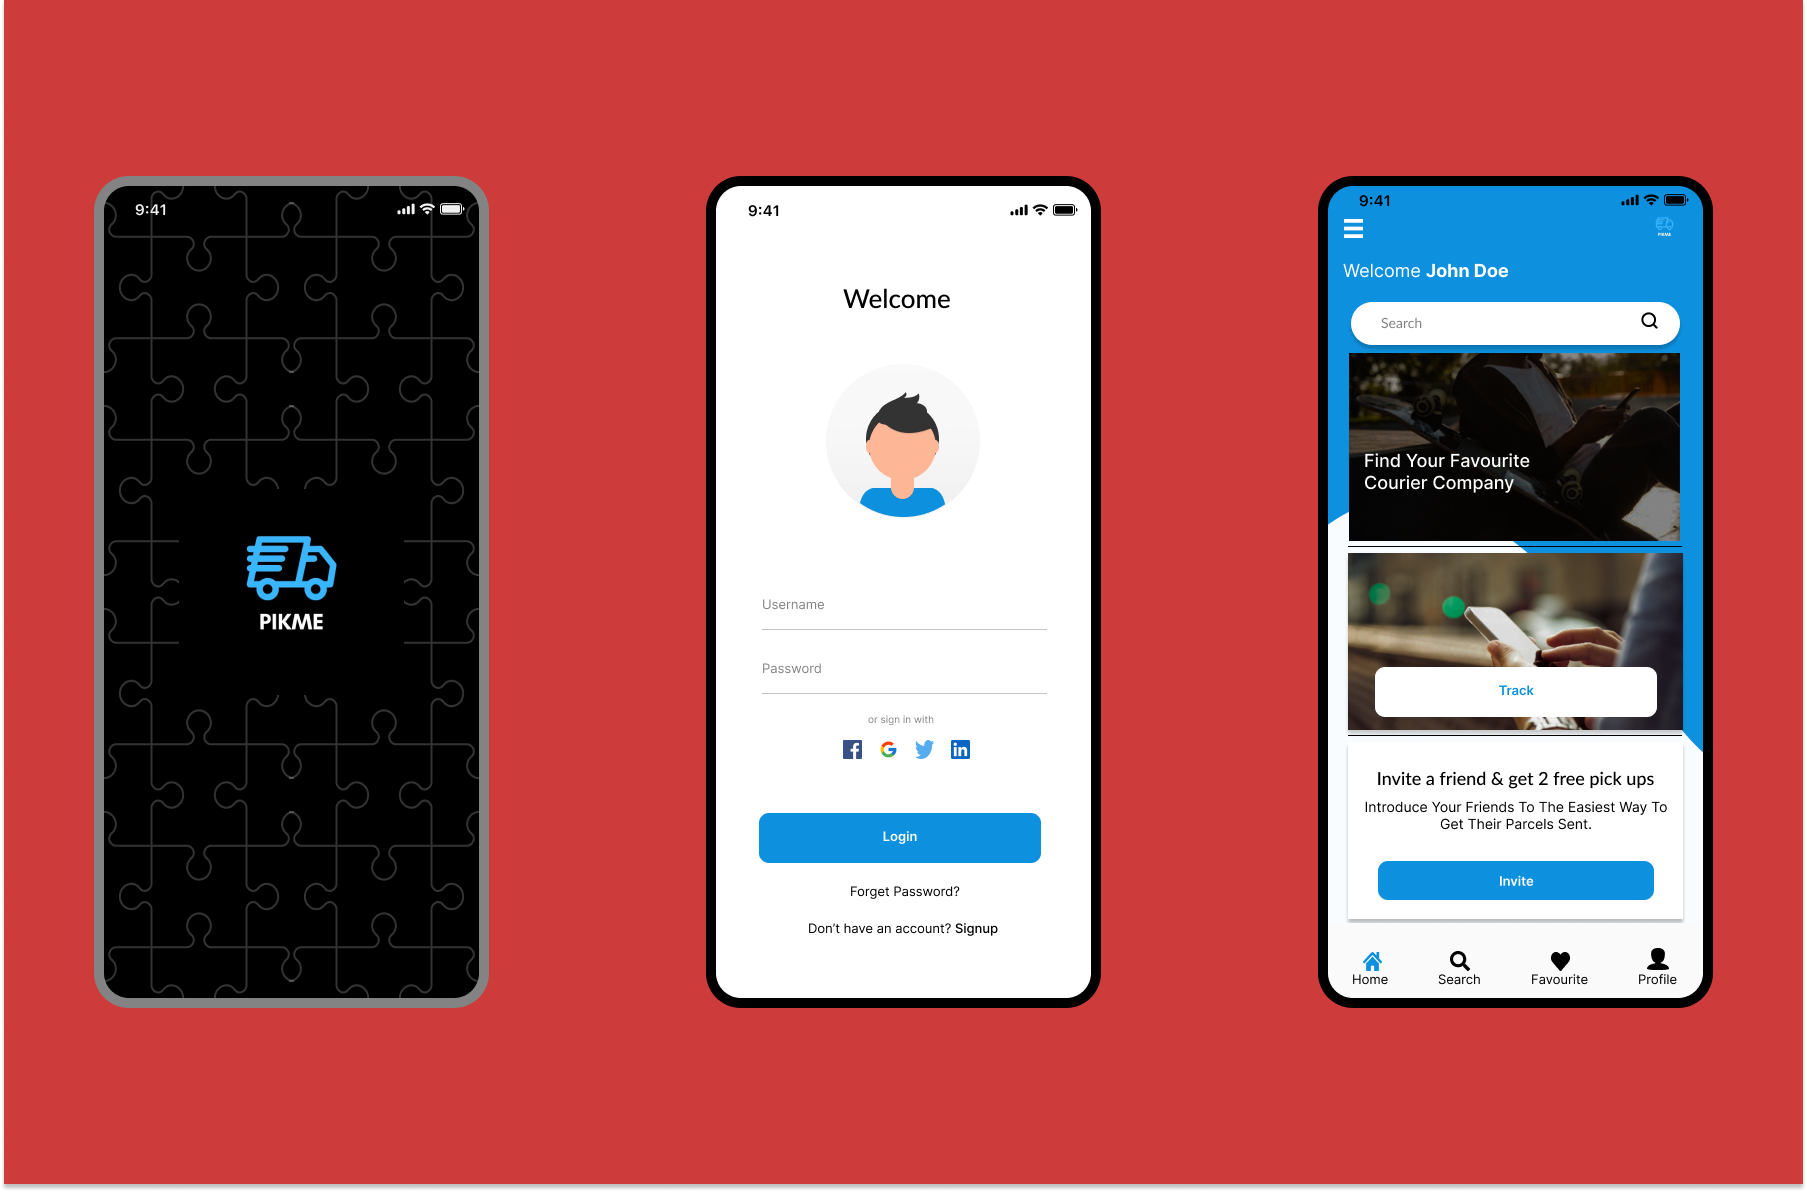 9:41
PIKME
9:41
Welcome
Username
Password
or sign in with
Login
Forget Password?
Don't have an account? Signup
9:41
PIKME
Welcome John Doe
Search
Find Your Favourite
Courier Company
Track
Invite a friend & get 2 free pick ups
Introduce Your Friends To The Easiest Way To
Get Their Parcels Sent.
Invite
Home
Search
Favourite
Profile